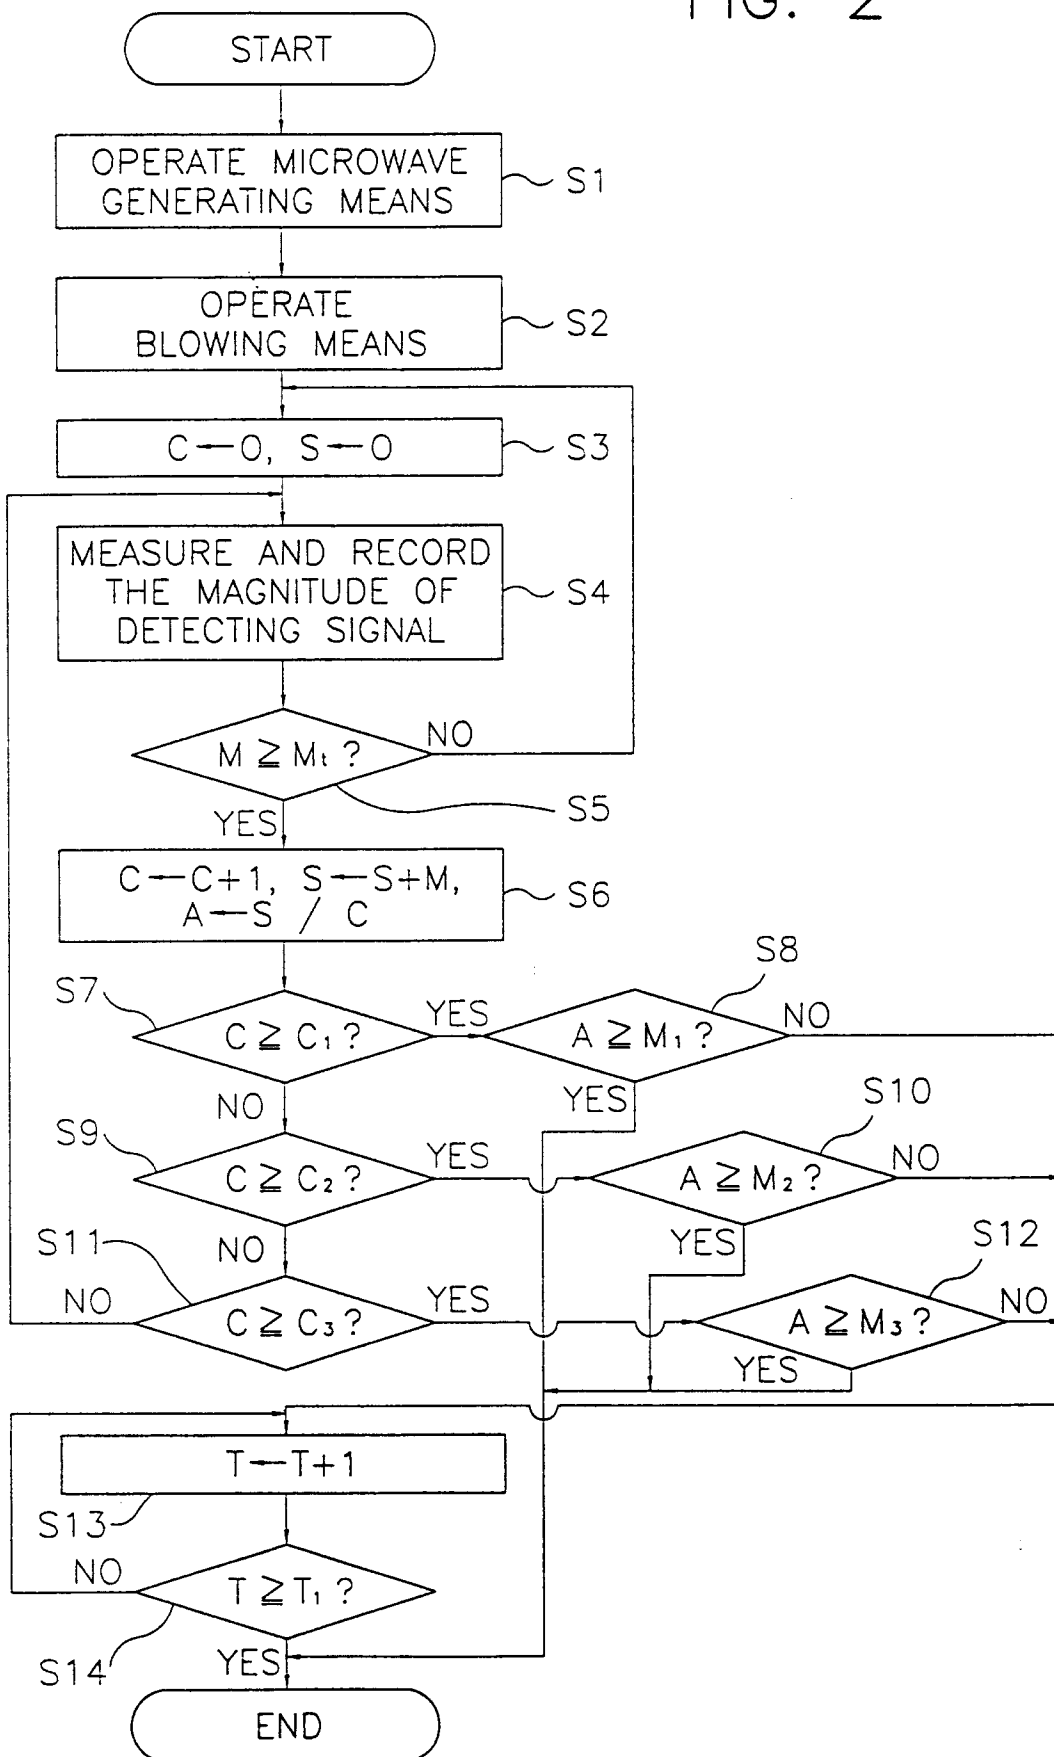 FIG. 2
START
OPERATE MICROWAVE
GENERATING MEANS
S1
OPERATE
BLOWING MEANS
S2
C←O, S←O
S3
MEASURE AND RECORD
THE MAGNITUDE OF
DETECTING SIGNAL
S4
M ≧ Mt ?
NO
S5
YES
C←C+1, S←S+M,
A←S / C
S6
S7
C ≧ C1 ?
YES
S8
A ≧ M1 ?
NO
NO
YES
S9
C ≧ C2 ?
YES
S10
A ≧ M2 ?
NO
NO
YES
S11
NO
C ≧ C3 ?
YES
S12
A ≧ M3 ?
NO
YES
T←T+1
S13
NO
T ≧ T1 ?
S14
YES
END